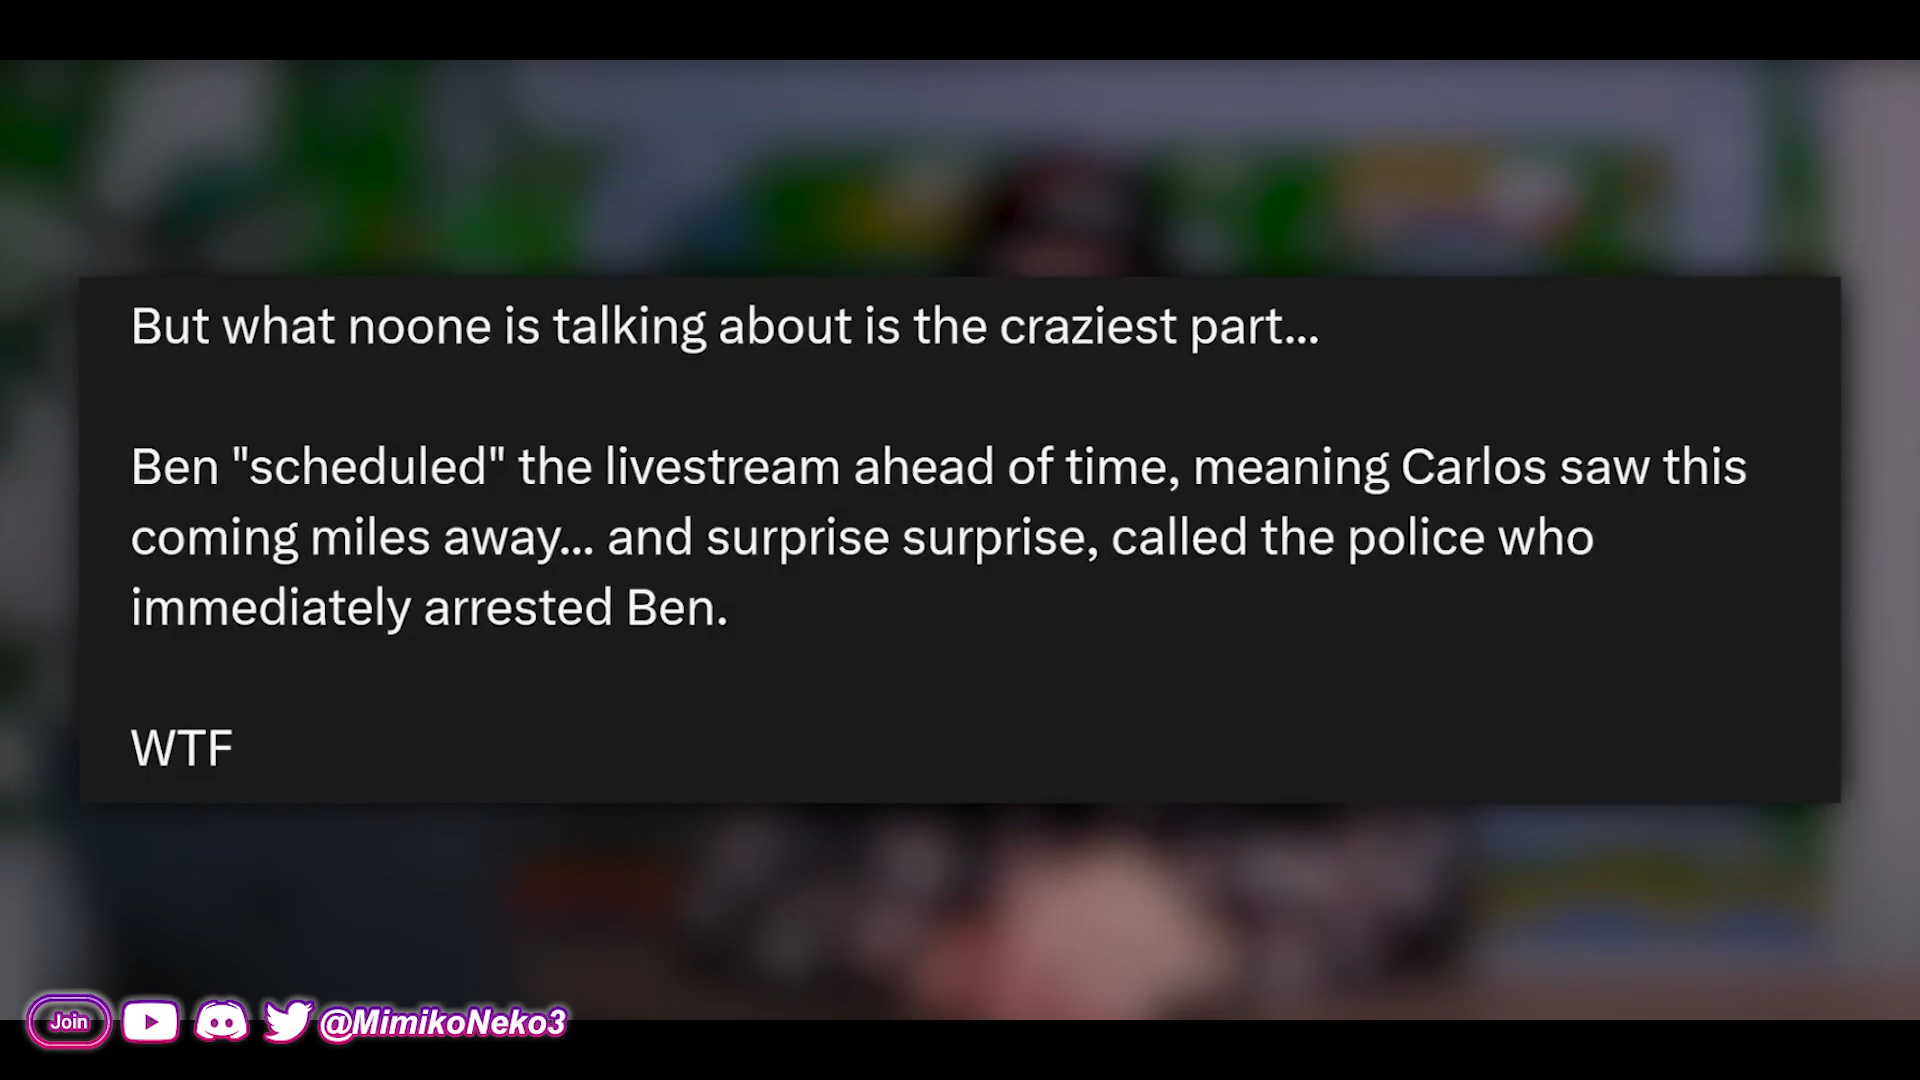 But what noone is talking about is the craziest part...
Ben "scheduled" the livestream ahead of time, meaning Carlos saw this
coming miles away... and surprise surprise, called the police who
immediately arrested Ben.
WTF
Join @MimikoNeko3